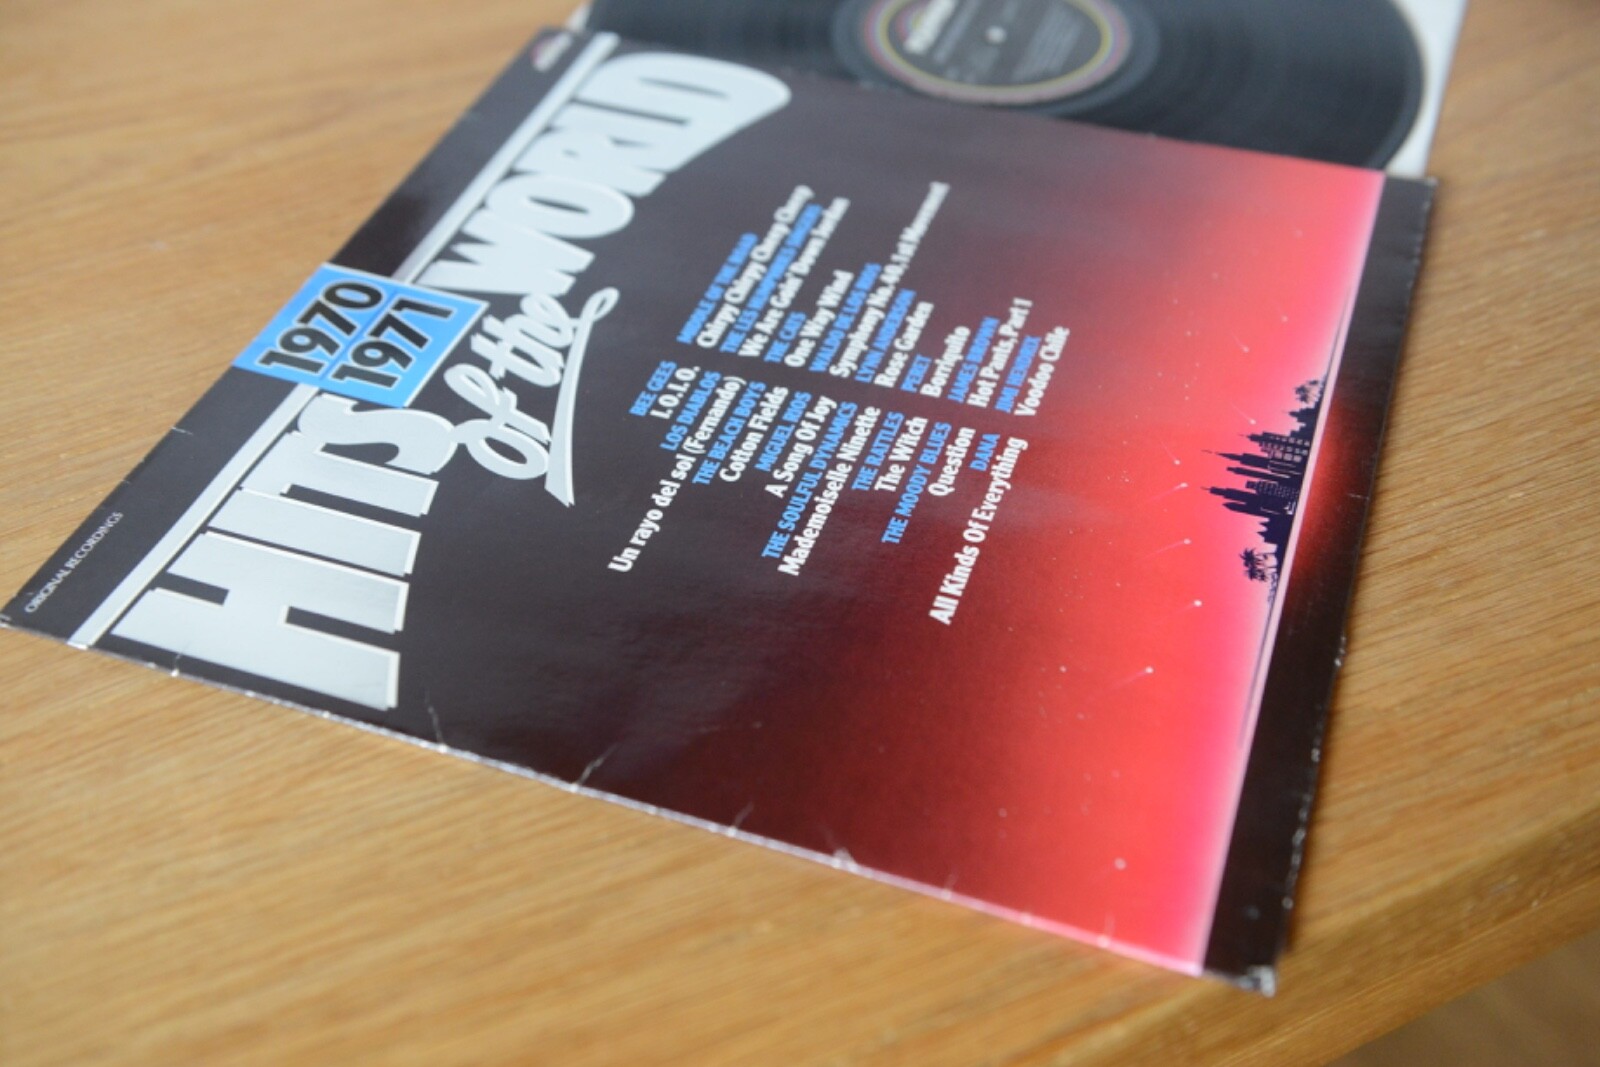 ORIGINAL RECORDINGS
HITS
of the
WORLD
1970
1971
BEE GEES
I.O.I.O.
LOS DIABLOS
Un rayo del sol (Fernando)
THE BEACH BOYS
Cotton Fields
MIGUEL RIOS
A Song Of Joy
THE SOULFUL DYNAMICS
Mademoiselle Ninette
THE RATTLES
The Witch
THE MOODY BLUES
Question
DANA
All Kinds Of Everything
MIDDLE OF THE ROAD
Chirpy Chirpy Cheep Cheep
THE LES HUMPHRIES SINGERS
We Are Goin' Down Jordan
THE CATS
One Way Wind
WALDO DE LOS RIOS
Symphony No. 40, 1st Movement
LYNN ANDERSON
Rose Garden
PERET
Borriquito
JAMES BROWN
Hot Pants, Part 1
JIMI HENDRIX
Voodoo Chile